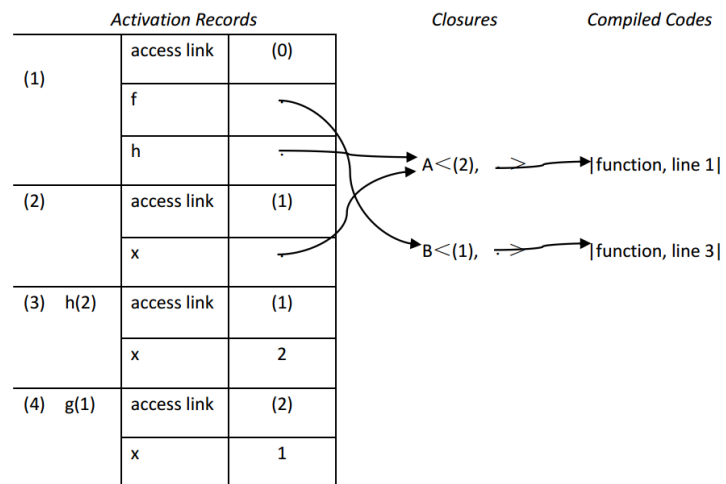 Activation Records Closures Compiled Codes
access link (0)
(1)
f
h
A<(2), > |function, line 1|
(2) access link (1)
x
B<(1), > |function, line 3|
(3) h(2) access link (1)
x 2
(4) g(1) access link (2)
x 1